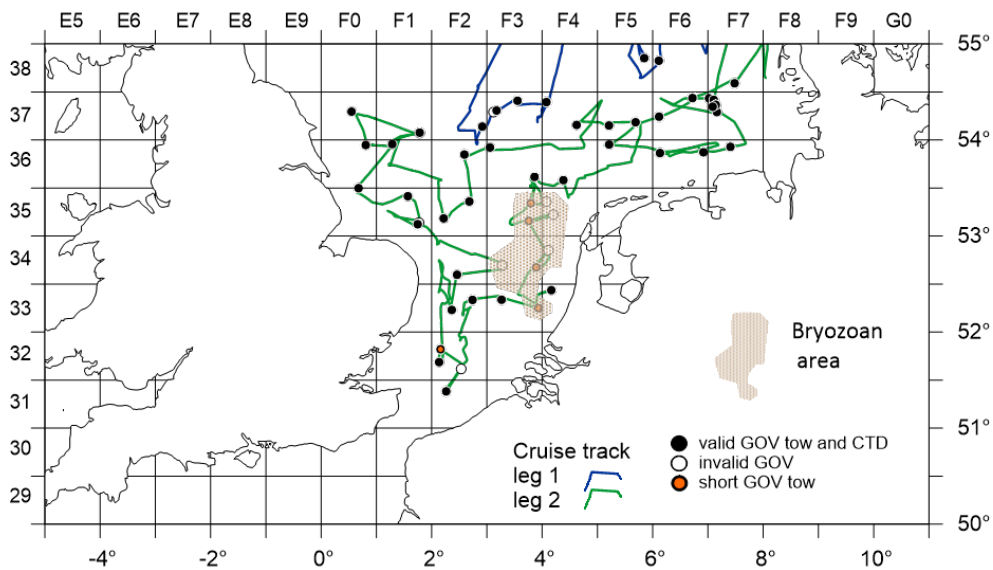 E5 E6 E7 E8 E9 F0 F1 F2 F3 F4 F5 F6 F7 F8 F9 G0
38 55°
37
36 54°
35
34 53°
33
32 52°
31
30 51°
29
50°
Bryozoan
area
Cruise track
leg 1
leg 2
valid GOV tow and CTD
invalid GOV
short GOV tow
-4° -2° 0° 2° 4° 6° 8° 10°